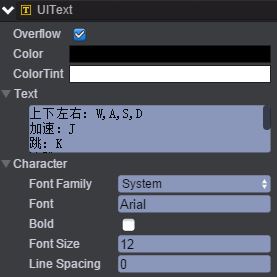 UIText
Overflow
Color
ColorTint
Text
上下左右: W,A,S,D
加速: J
跳: K
Character
Font Family System
Font Arial
Bold
Font Size 12
Line Spacing 0